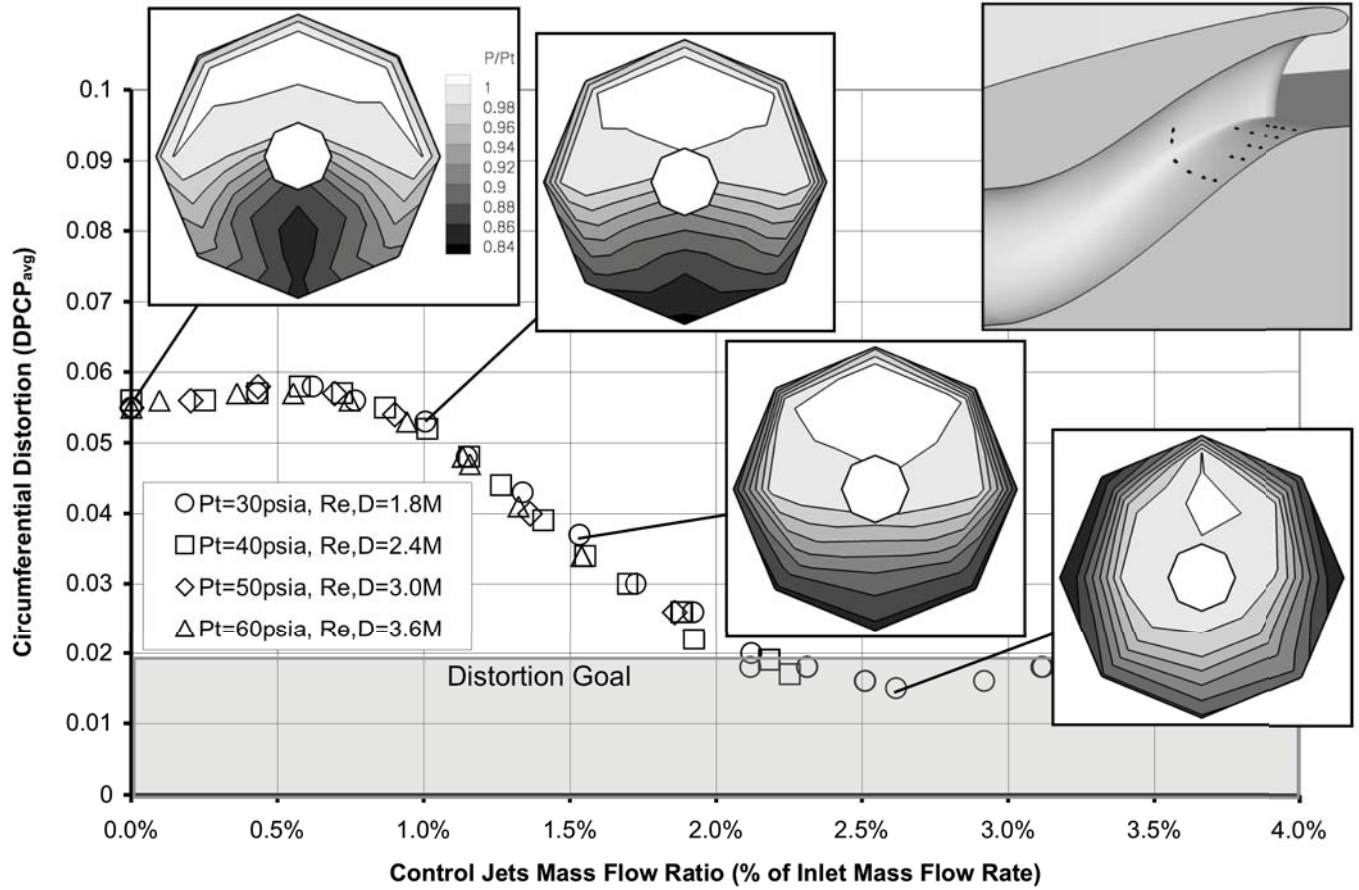 P/Pt
1
0.98
0.96
0.94
0.92
0.9
0.88
0.86
0.84
Circumferential Distortion (DPCPavg)
0.1
0.09
0.08
0.07
0.06
0.05
0.04
0.03
0.02
0.01
0
Pt=30psia, Re,D=1.8M
Pt=40psia, Re,D=2.4M
Pt=50psia, Re,D=3.0M
Pt=60psia, Re,D=3.6M
Distortion Goal
0.0% 0.5% 1.0% 1.5% 2.0% 2.5% 3.0% 3.5% 4.0%
Control Jets Mass Flow Ratio (% of Inlet Mass Flow Rate)